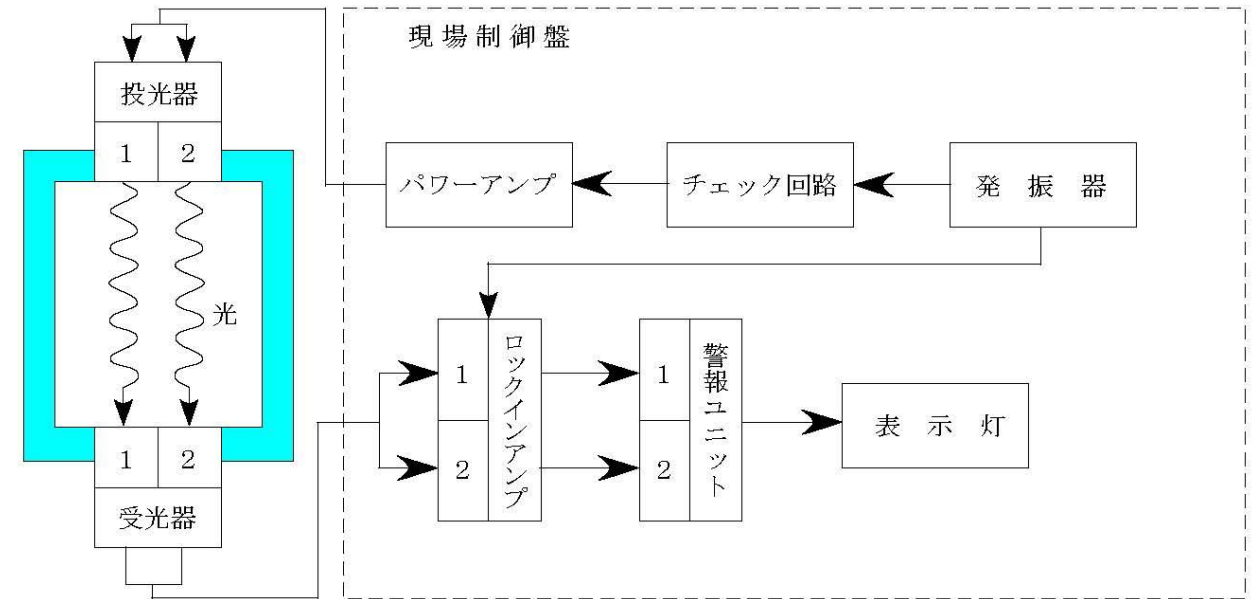 現場制御盤
投光器
1 2
パワーアンプ
チェック回路
発振器
光
1
2
ロックインアンプ
1
2
警報ユニット
表示灯
1 2
受光器